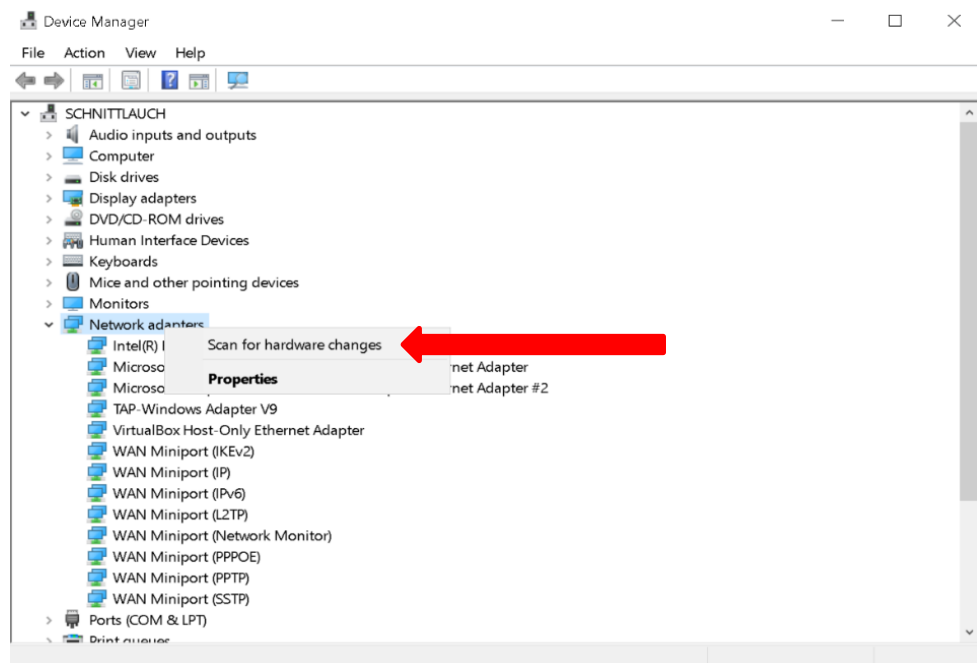 Device Manager
File Action View Help
SCHNITTLAUCH
Audio inputs and outputs
Computer
Disk drives
Display adapters
DVD/CD-ROM drives
Human Interface Devices
Keyboards
Mice and other pointing devices
Monitors
Network adapters
Intel(R)
Scan for hardware changes
Adapter
Properties
Adapter #2
TAP-Windows Adapter V9
VirtualBox Host-Only Ethernet Adapter
WAN Miniport (IKEv2)
WAN Miniport (IP)
WAN Miniport (IPv6)
WAN Miniport (L2TP)
WAN Miniport (Network Monitor)
WAN Miniport (PPPOE)
WAN Miniport (PPTP)
WAN Miniport (SSTP)
Ports (COM & LPT)
Print queues